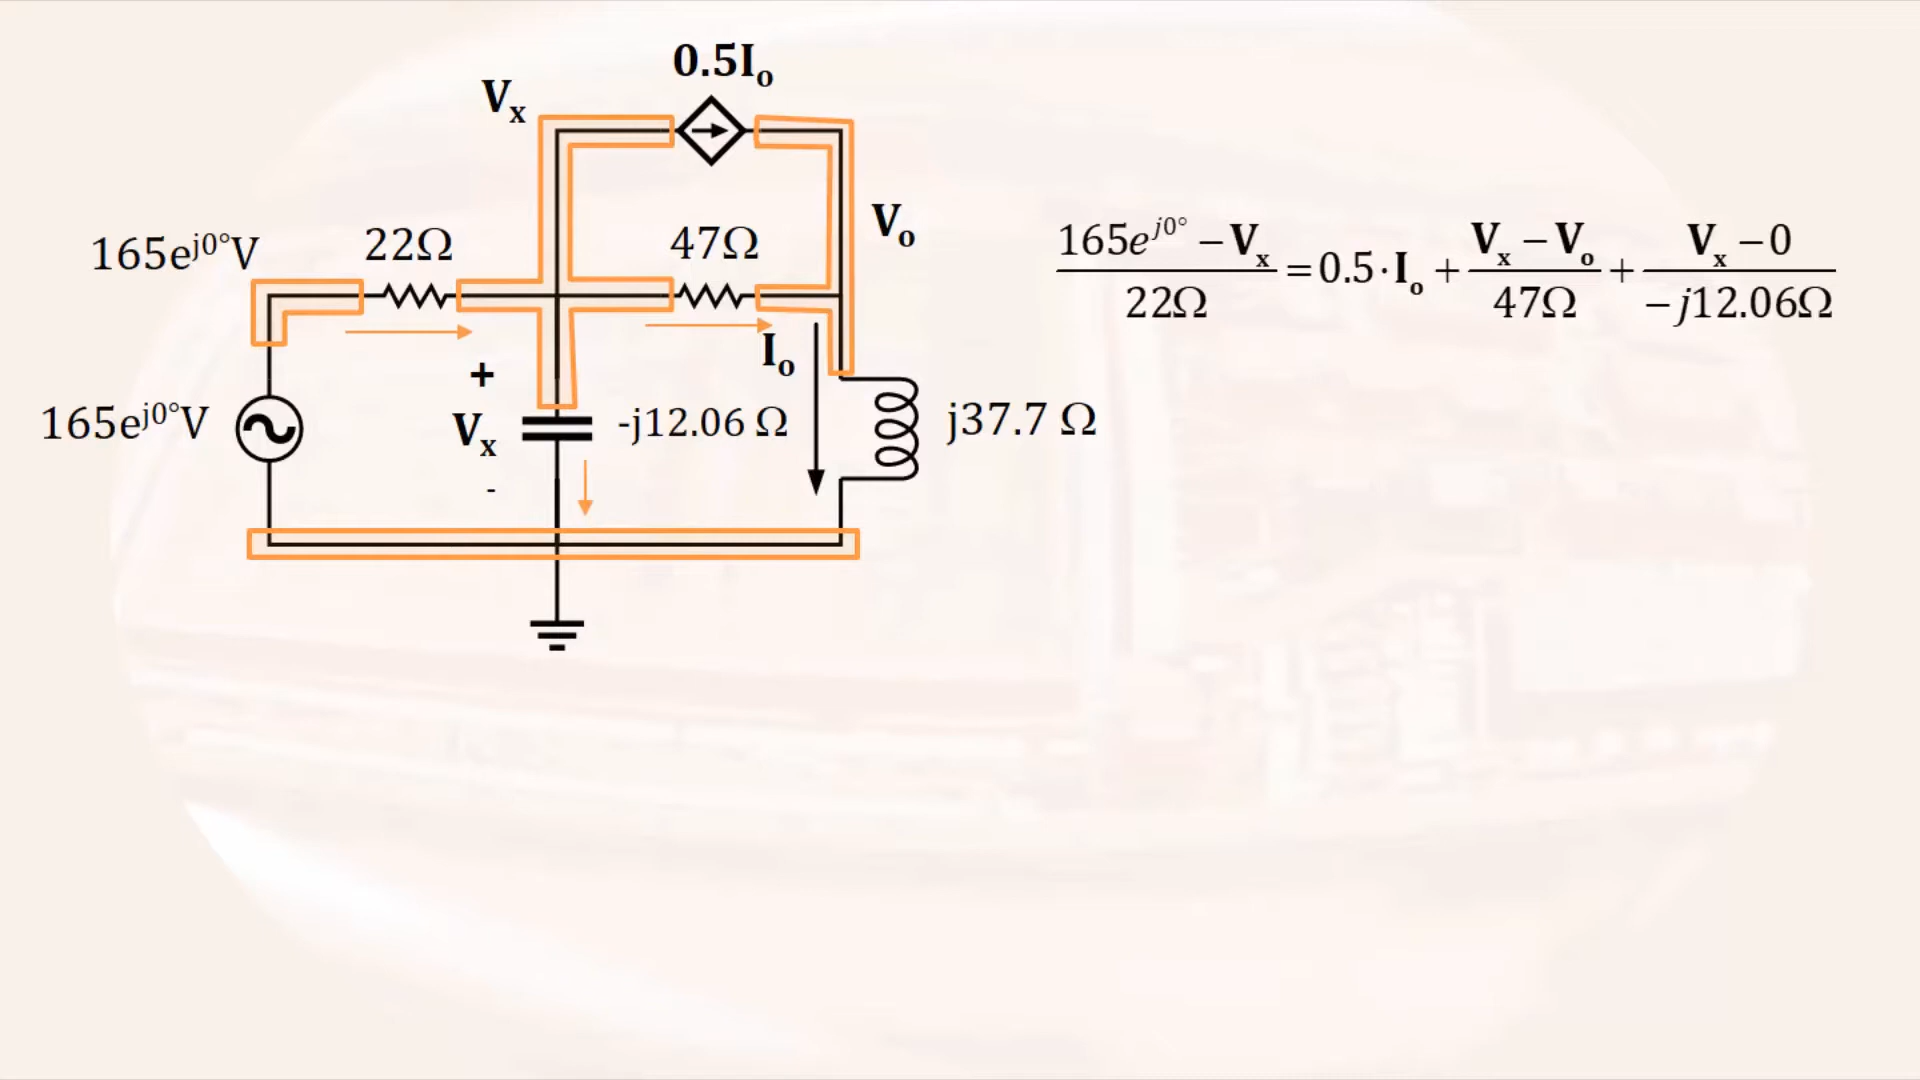 0.5Iₒ
Vₓ
Vₒ
165eʲ⁰°V
22Ω
47Ω
Iₒ
+
Vₓ
-
-j12.06 Ω
165eʲ⁰°V
j37.7 Ω
(165eʲ⁰° − Vₓ)/22Ω = 0.5·Iₒ + (Vₓ − Vₒ)/47Ω + (Vₓ − 0)/−j12.06Ω